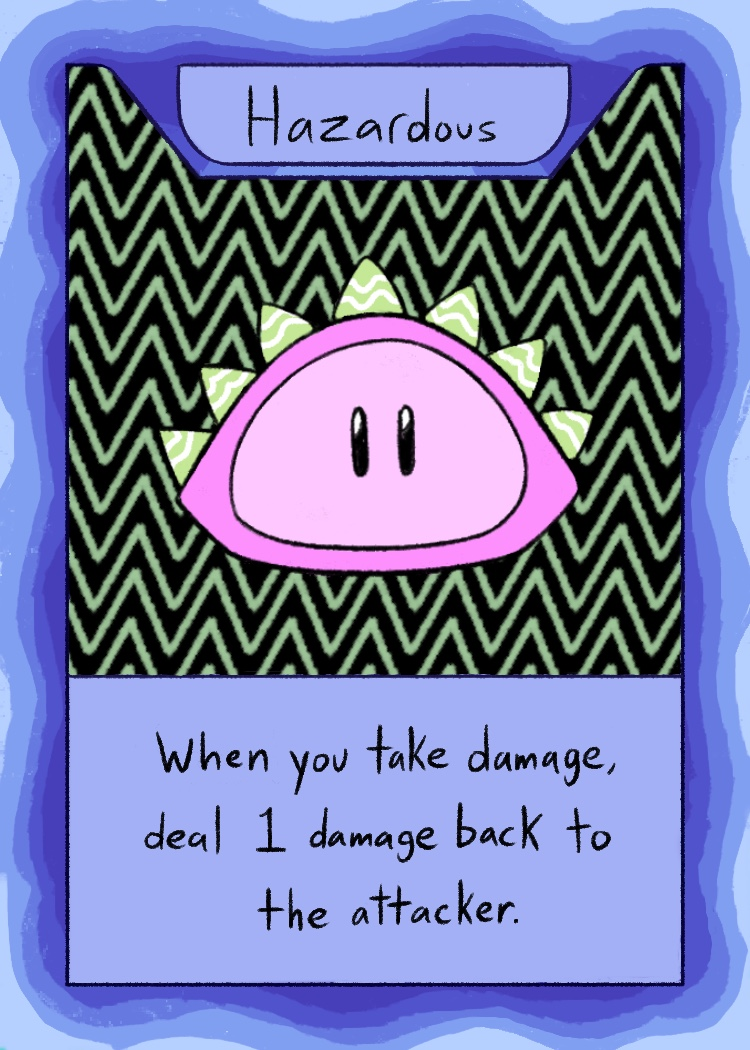 Hazardous
When you take damage,
deal 1 damage back to
the attacker.